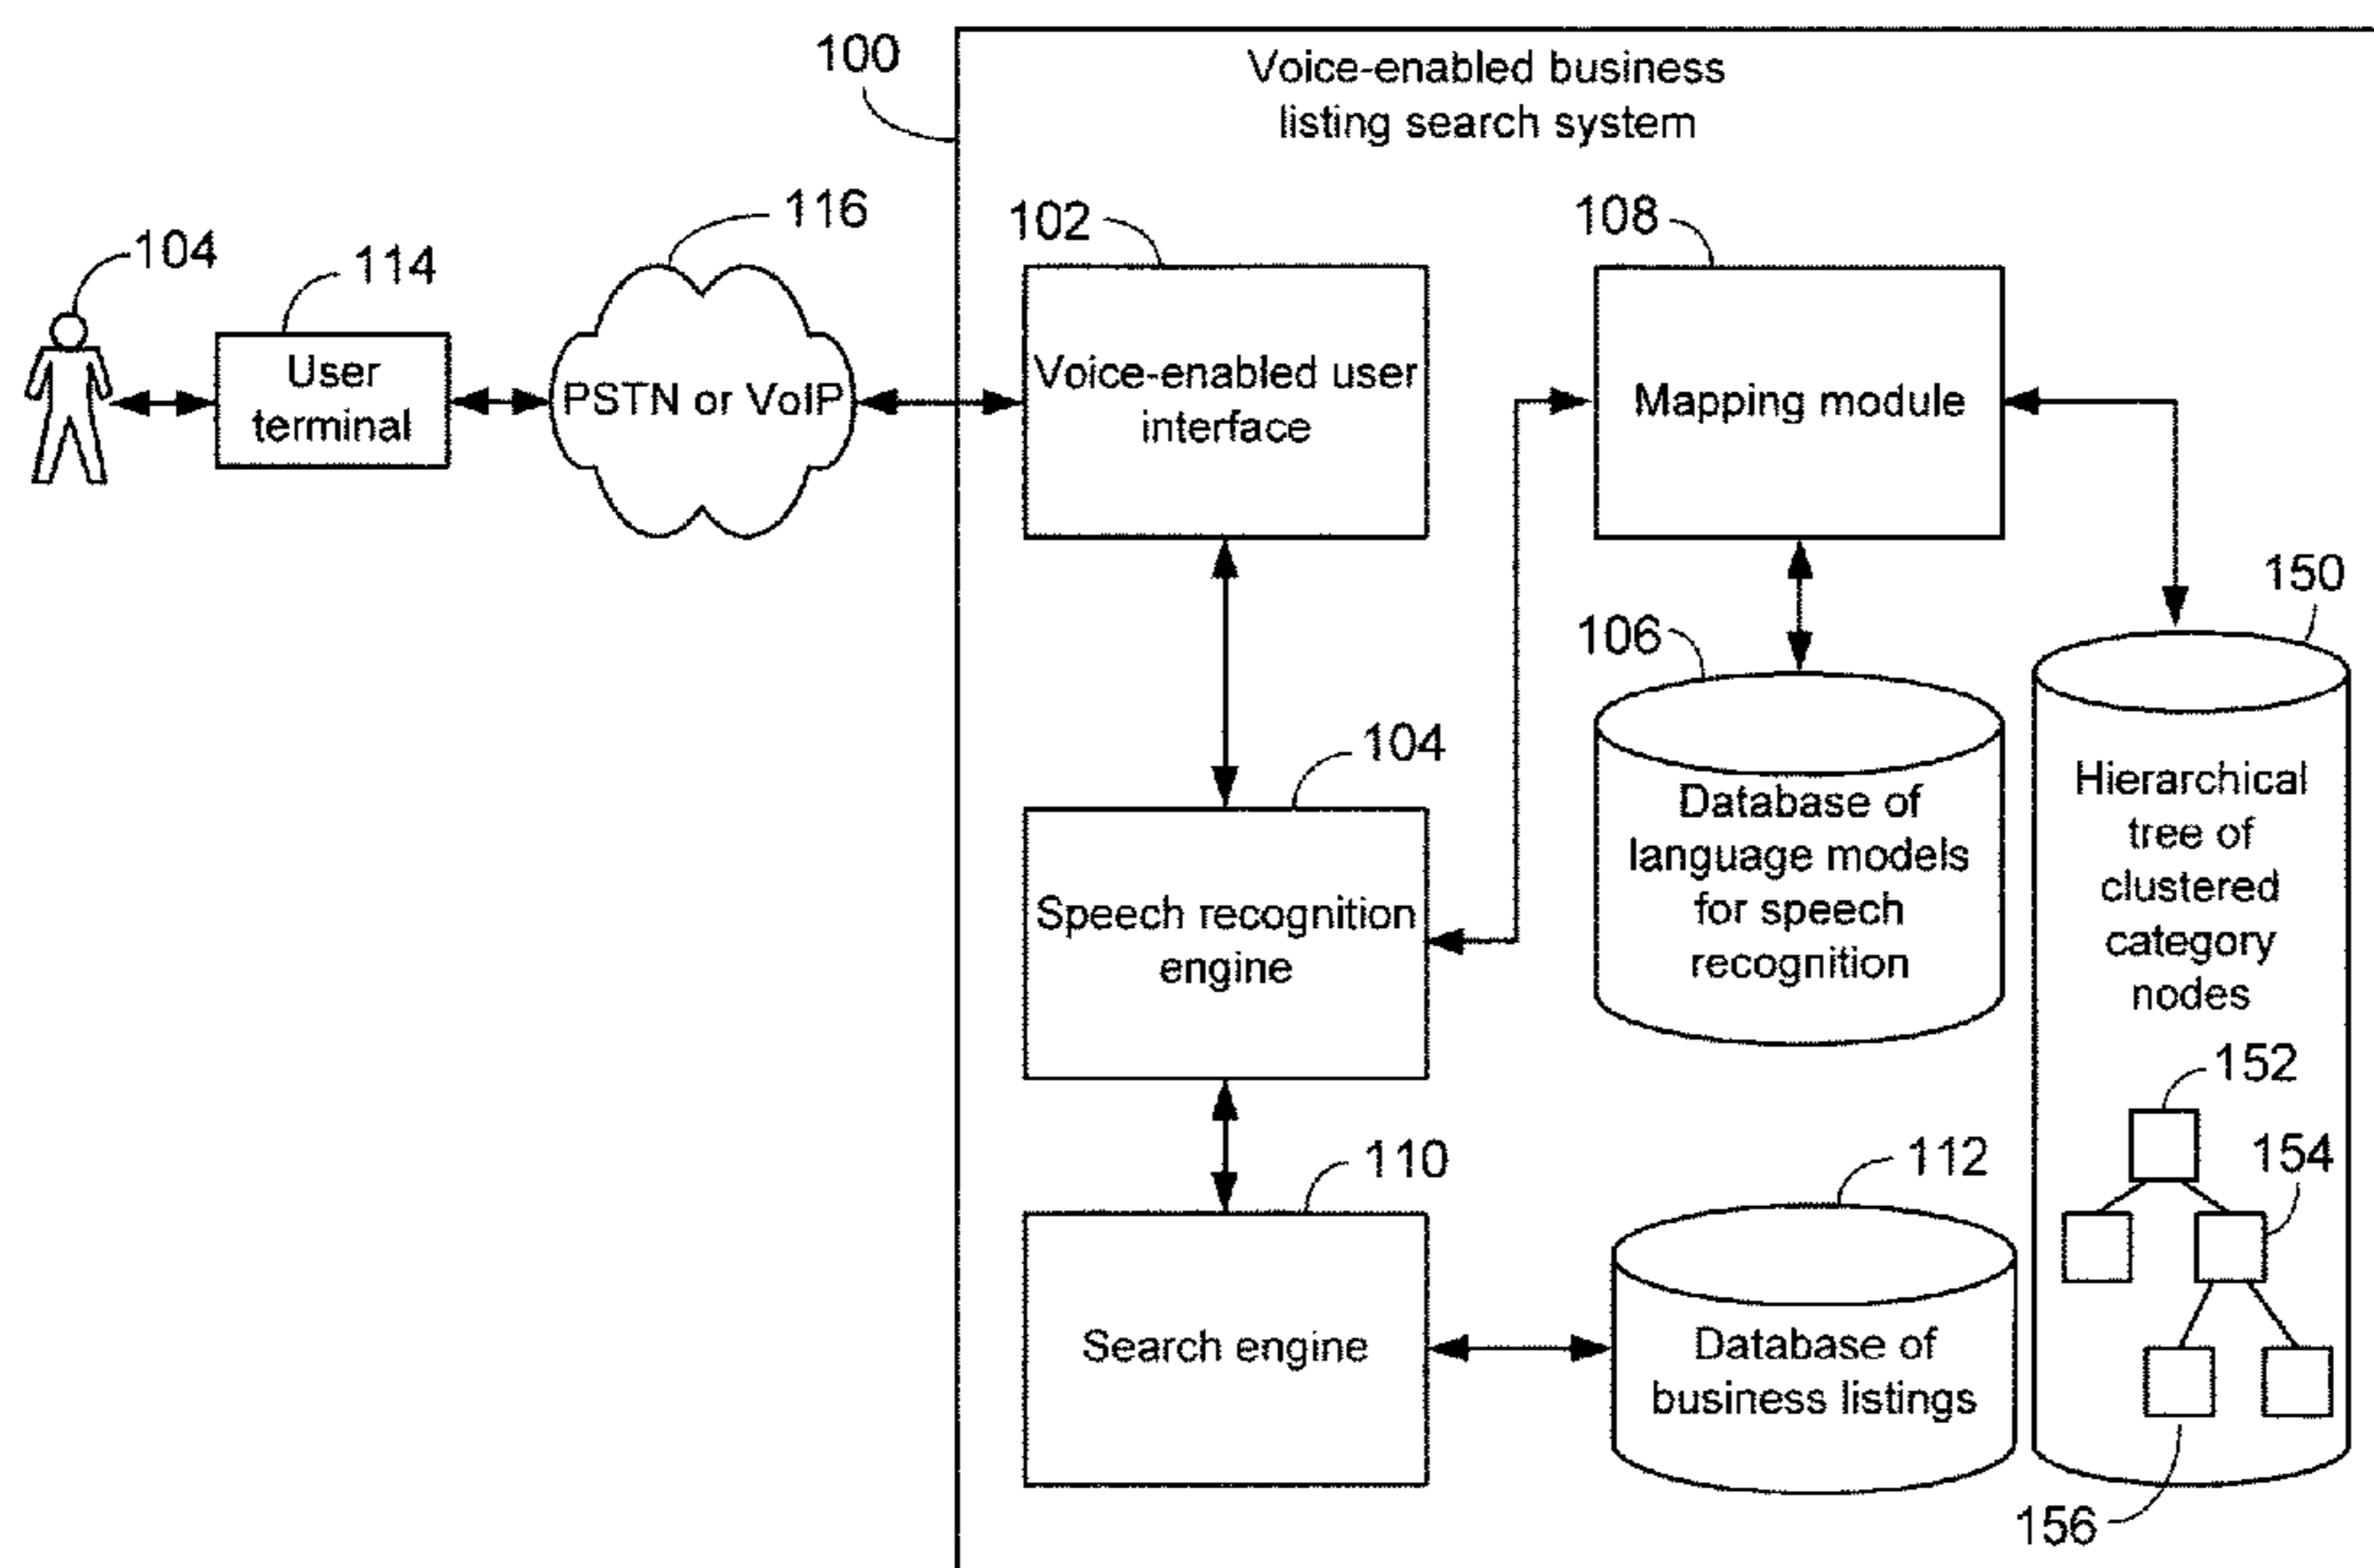 100
Voice-enabled business
listing search system
116
102
108
104
114
User
terminal
PSTN or VoIP
Voice-enabled user
interface
Mapping module
150
106
104
Database of
language models
for speech
recognition
Hierarchical
tree of
clustered
category
nodes
Speech recognition
engine
152
154
110
112
Search engine
Database of
business listings
156